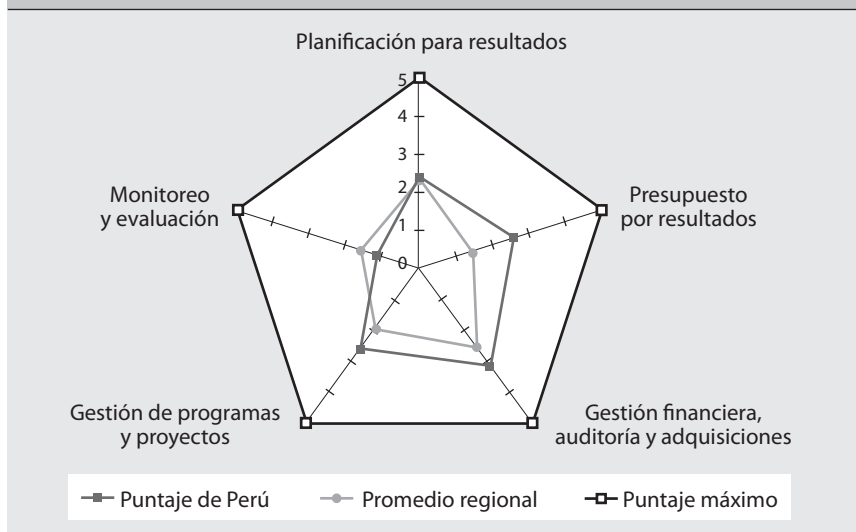 Planificación para resultados
5
4
3
2
1
0
Monitoreo
y evaluación
Presupuesto
por resultados
Gestión de programas
y proyectos
Gestión financiera,
auditoría y adquisiciones
Puntaje de Perú
Promedio regional
Puntaje máximo